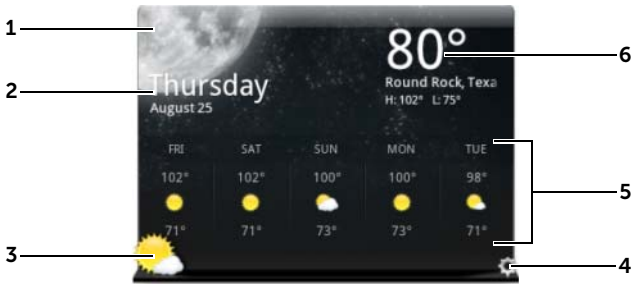 1
2
3
4
5
6
80°
Thursday
August 25
Round Rock, Texa
H: 102° L: 75°
FRI SAT SUN MON TUE
102° 102° 100° 100° 98°
71° 71° 73° 73° 71°